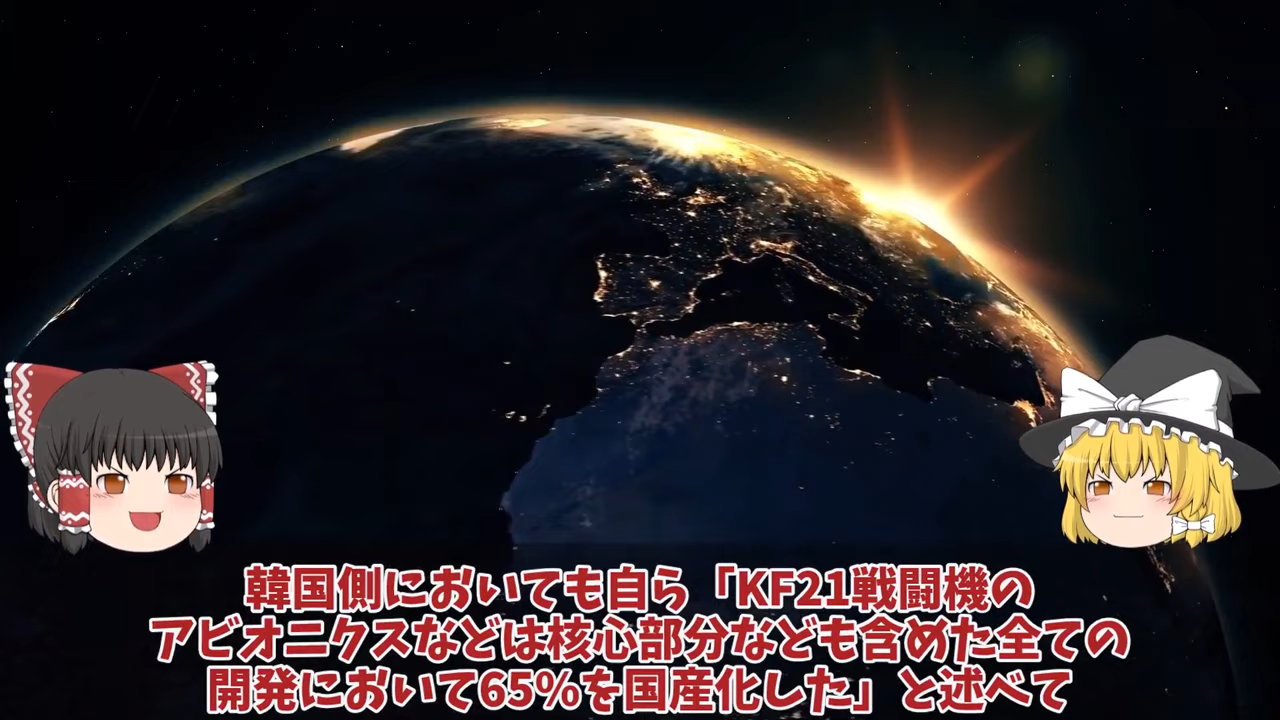 韓国側においても自ら「KF21戦闘機の
アビオニクスなどは核心部分なども含めた全ての
開発において65%を国産化した」と述べて